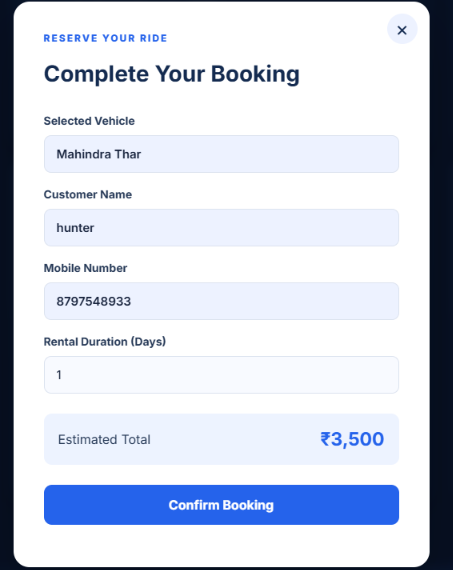 RESERVE YOUR RIDE
Complete Your Booking
Selected Vehicle
Mahindra Thar
Customer Name
hunter
Mobile Number
8797548933
Rental Duration (Days)
1
Estimated Total ₹3,500
Confirm Booking